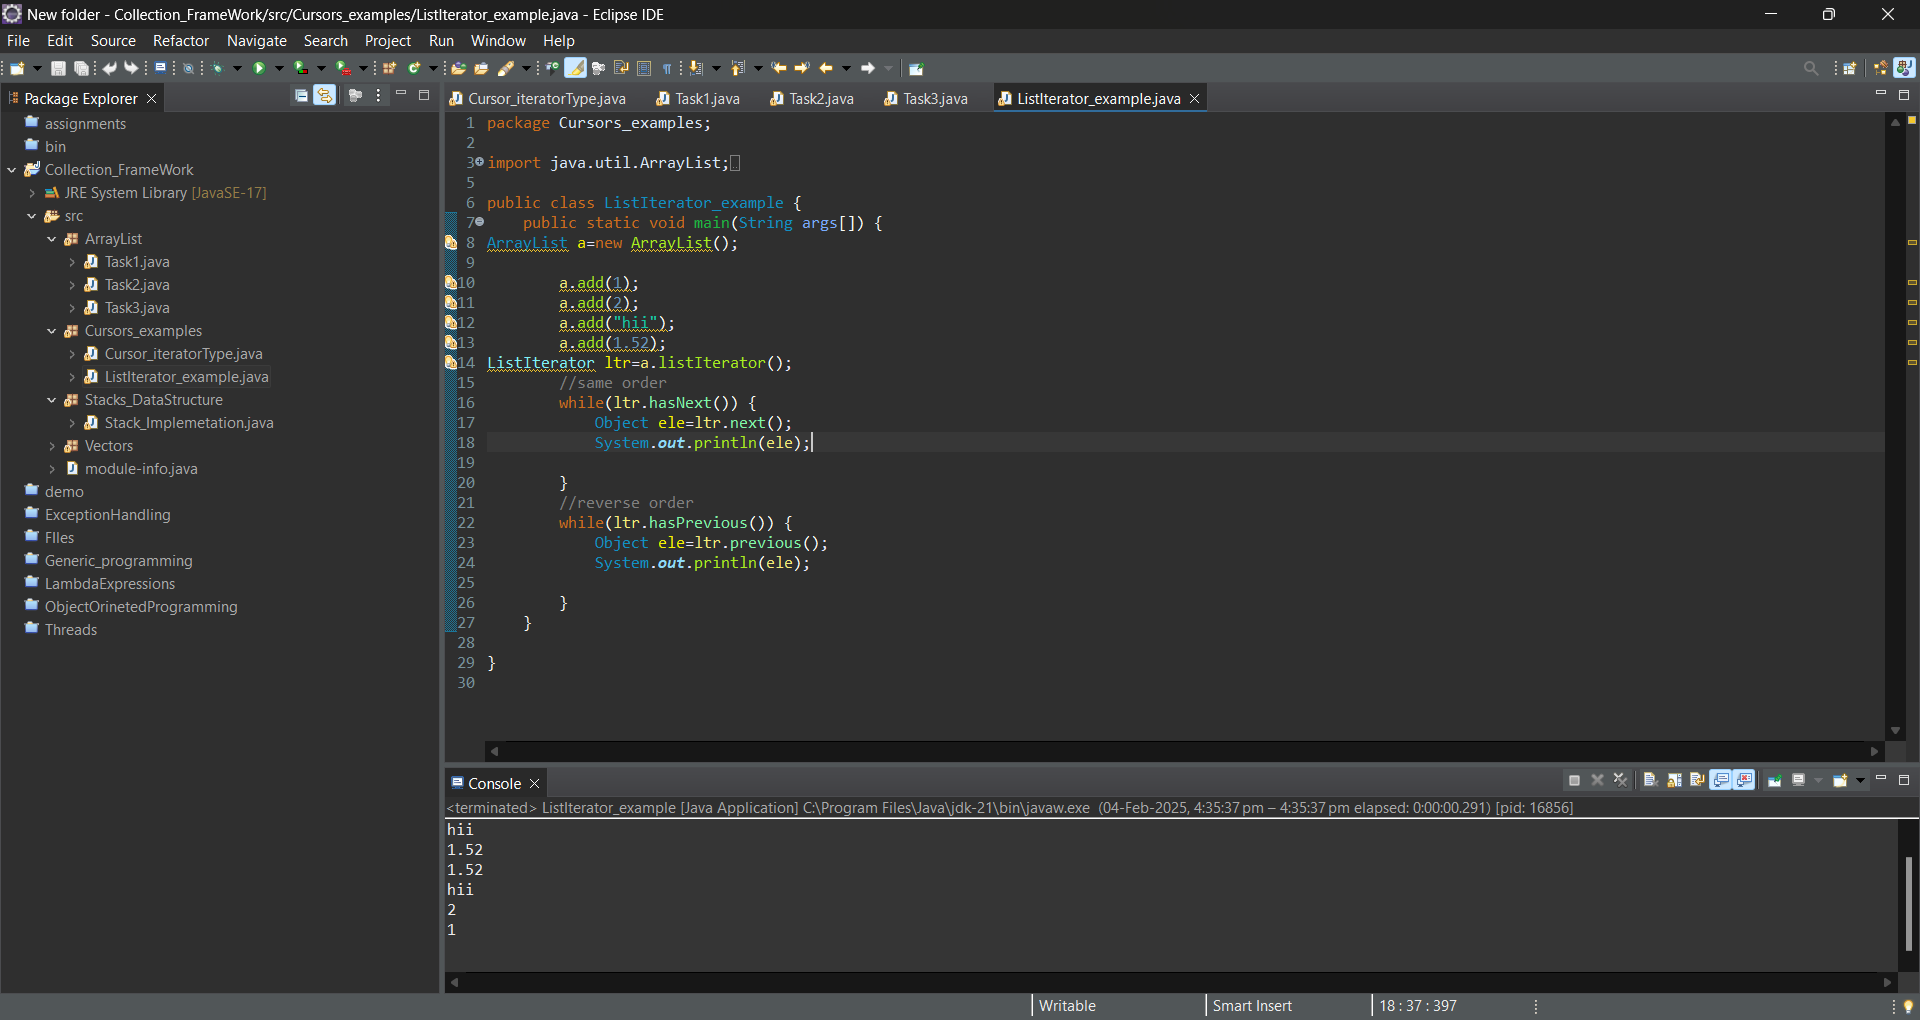 New folder - Collection_FrameWork/src/Cursors_examples/ListIterator_example.java - Eclipse IDE
File Edit Source Refactor Navigate Search Project Run Window Help
Package Explorer
assignments
bin
Collection_FrameWork
JRE System Library [JavaSE-17]
src
ArrayList
Task1.java
Task2.java
Task3.java
Cursors_examples
Cursor_iteratorType.java
ListIterator_example.java
Stacks_DataStructure
Stack_Implemetation.java
Vectors
module-info.java
demo
ExceptionHandling
FIles
Generic_programming
LambdaExpressions
ObjectOrinetedProgramming
Threads
Cursor_iteratorType.java Task1.java Task2.java Task3.java ListIterator_example.java
1 package Cursors_examples;
2
3 import java.util.ArrayList;
5
6 public class ListIterator_example {
7 public static void main(String args[]) {
8 ArrayList a=new ArrayList();
9
10 a.add(1);
11 a.add(2);
12 a.add("hii");
13 a.add(1.52);
14 ListIterator ltr=a.listIterator();
15 //same order
16 while(ltr.hasNext()) {
17 Object ele=ltr.next();
18 System.out.println(ele);
19
20 }
21 //reverse order
22 while(ltr.hasPrevious()) {
23 Object ele=ltr.previous();
24 System.out.println(ele);
25
26 }
27 }
28
29 }
30
Console
<terminated> ListIterator_example [Java Application] C:\Program Files\Java\jdk-21\bin\javaw.exe (04-Feb-2025, 4:35:37 pm – 4:35:37 pm elapsed: 0:00:00.291) [pid: 16856]
hii
1.52
1.52
hii
2
1
Writable Smart Insert 18 : 37 : 397